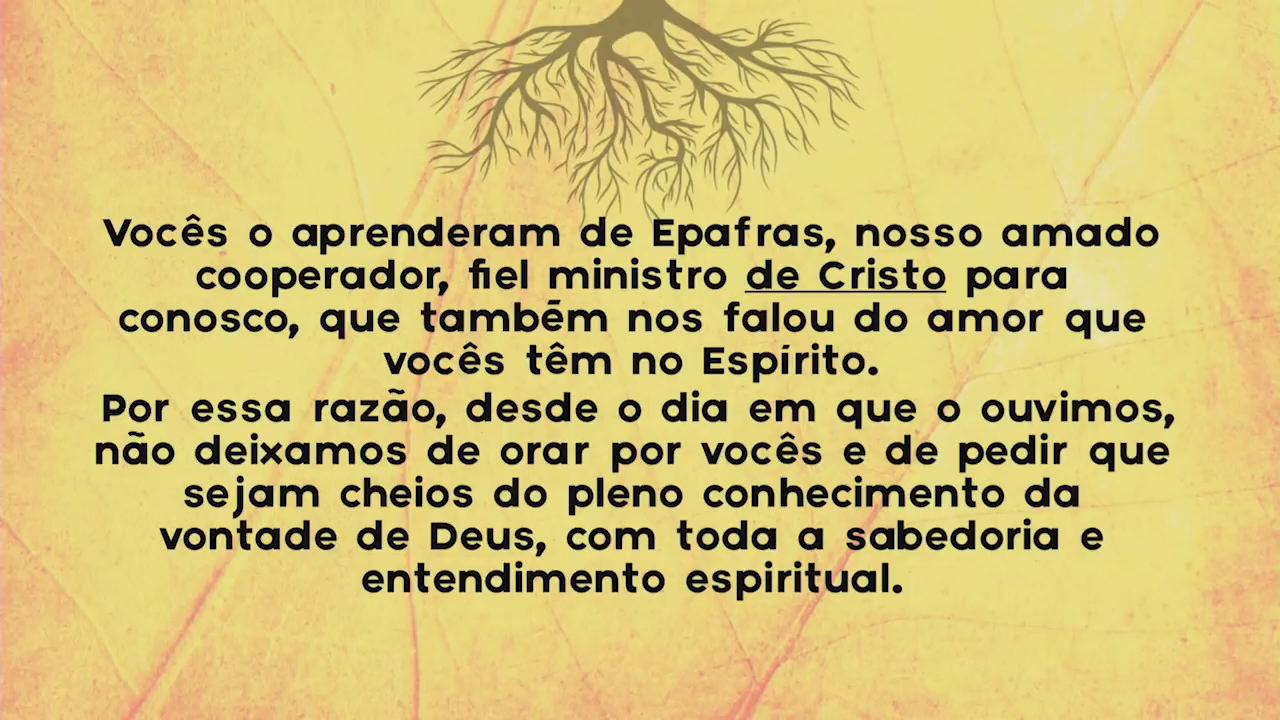 Vocês o aprenderam de Epafras, nosso amado
cooperador, fiel ministro de Cristo para
conosco, que também nos falou do amor que
vocês têm no Espírito.
Por essa razão, desde o dia em que o ouvimos,
não deixamos de orar por vocês e de pedir que
sejam cheios do pleno conhecimento da
vontade de Deus, com toda a sabedoria e
entendimento espiritual.